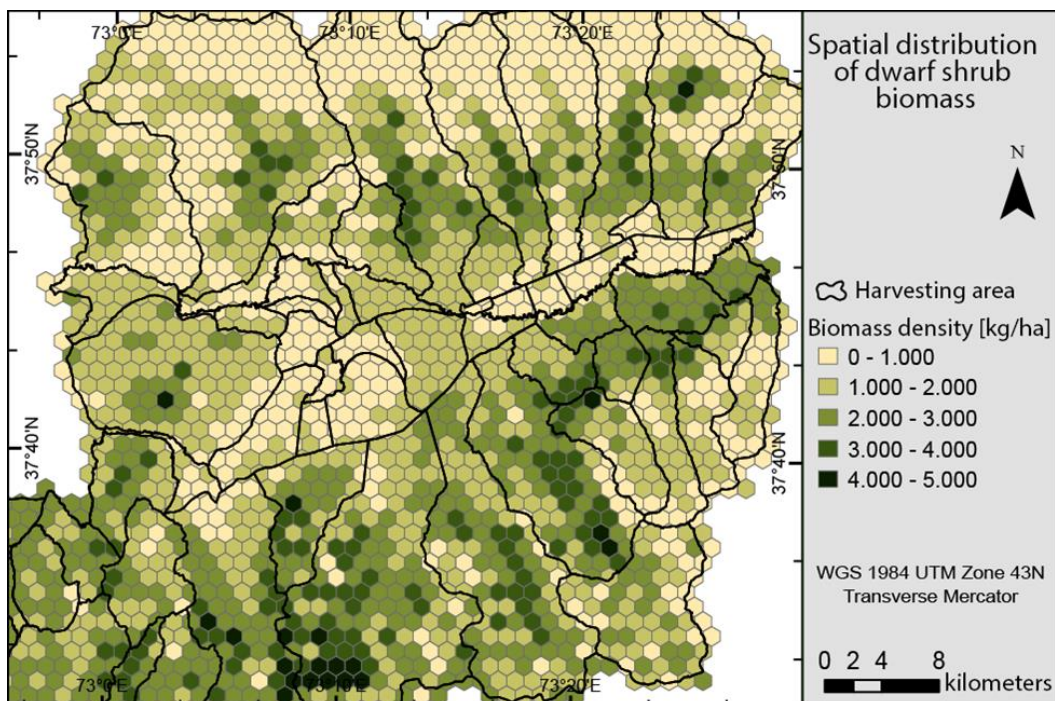 73°0'E
73°10'E
73°20'E
37°50'N
37°50'N
37°40'N
37°40'N
73°0'E
73°10'E
73°20'E
Spatial distribution
of dwarf shrub
biomass
N
Harvesting area
Biomass density [kg/ha]
0 - 1.000
1.000 - 2.000
2.000 - 3.000
3.000 - 4.000
4.000 - 5.000
WGS 1984 UTM Zone 43N
Transverse Mercator
0 2 4 8
kilometers